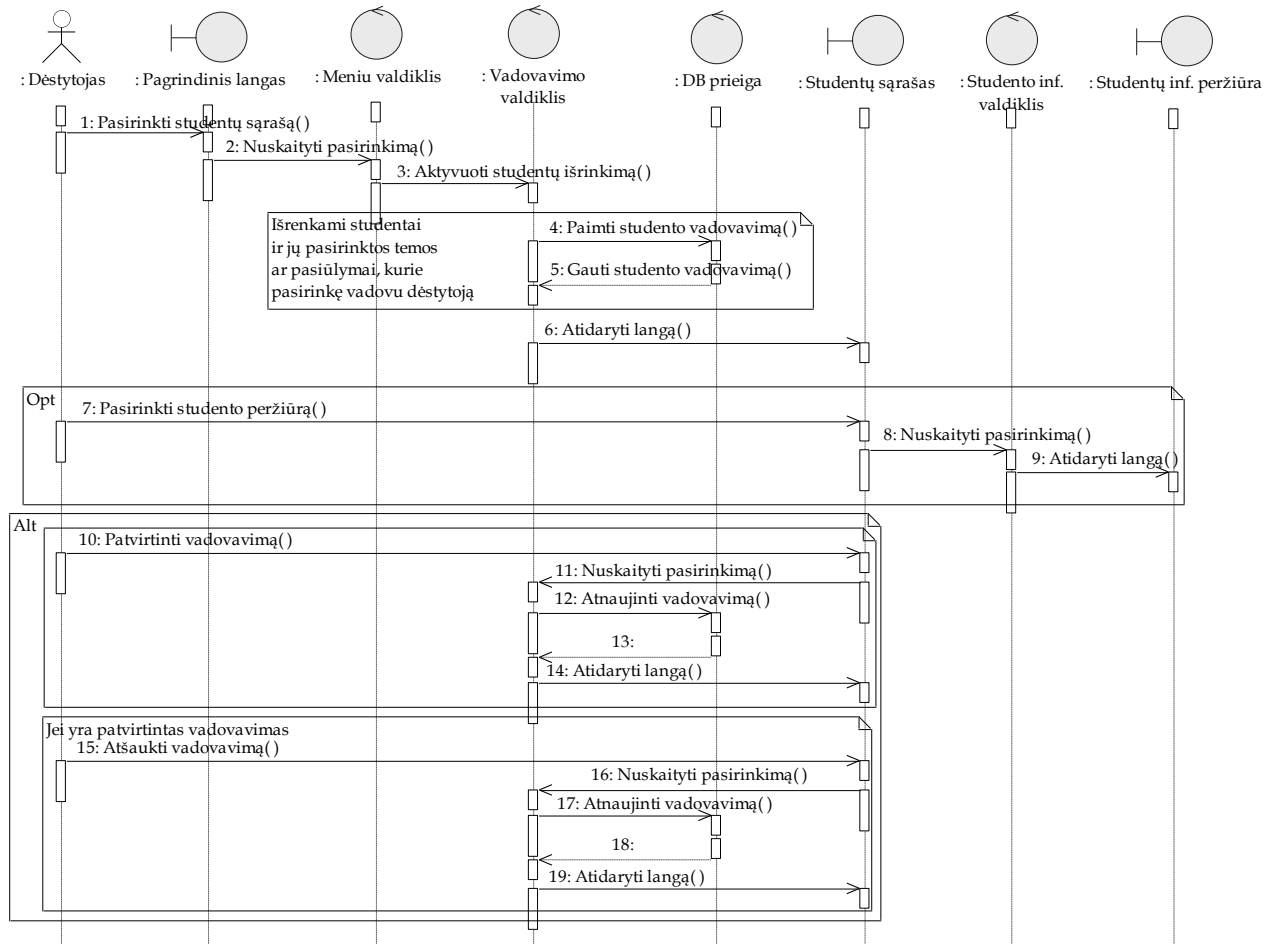 : Dėstytojas
: Pagrindinis langas
: Meniu valdiklis
: Vadovavimo
valdiklis
: DB prieiga
: Studentų sąrašas
: Studento inf.
valdiklis
: Studentų inf. peržiūra
1: Pasirinkti studentų sąrašą( )
2: Nuskaityti pasirinkimą( )
3: Aktyvuoti studentų išrinkimą( )
Išrenkami studentai
ir jų pasirinktos temos
ar pasiūlymai, kurie
pasirinkę vadovu dėstytoją
4: Paimti studento vadovavimą( )
5: Gauti studento vadovavimą( )
6: Atidaryti langą( )
Opt
7: Pasirinkti studento peržiūrą( )
8: Nuskaityti pasirinkimą( )
9: Atidaryti langą( )
Alt
10: Patvirtinti vadovavimą( )
11: Nuskaityti pasirinkimą( )
12: Atnaujinti vadovavimą( )
13:
14: Atidaryti langą( )
Jei yra patvirtintas vadovavimas
15: Atšaukti vadovavimą( )
16: Nuskaityti pasirinkimą( )
17: Atnaujinti vadovavimą( )
18:
19: Atidaryti langą( )